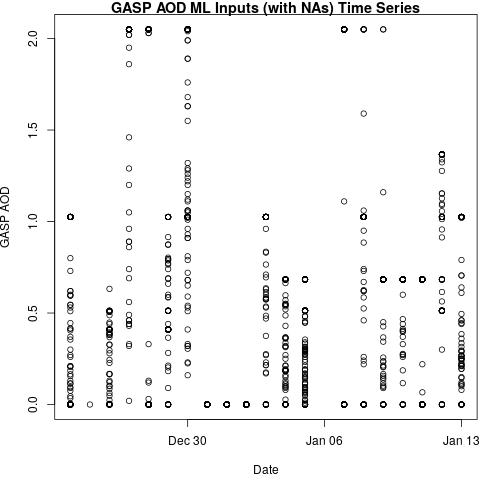 GASP AOD ML Inputs (with NAs) Time Series
2.0
1.5
1.0
0.5
0.0
GASP AOD
Dec 30
Jan 06
Jan 13
Date